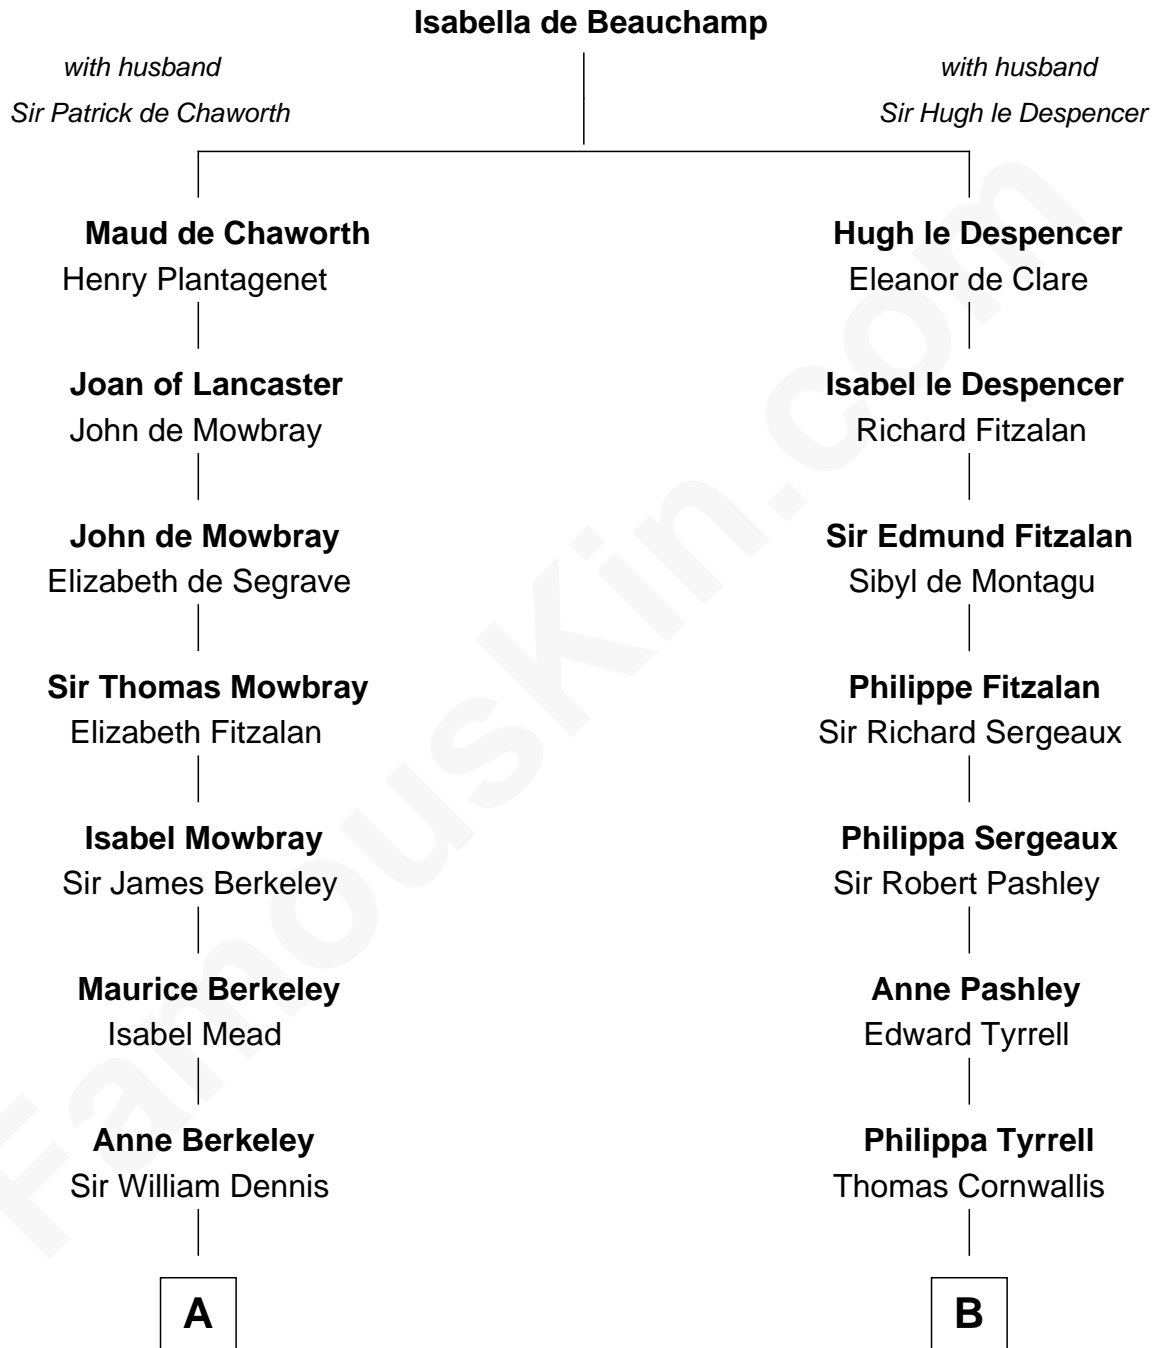 Isabella de Beauchamp
with husband
Sir Patrick de Chaworth
with husband
Sir Hugh le Despencer
Maud de Chaworth
Henry Plantagenet
Hugh le Despencer
Eleanor de Clare
Joan of Lancaster
John de Mowbray
Isabel le Despencer
Richard Fitzalan
John de Mowbray
Elizabeth de Segrave
Sir Edmund Fitzalan
Sibyl de Montagu
Sir Thomas Mowbray
Elizabeth Fitzalan
Philippe Fitzalan
Sir Richard Sergeaux
Isabel Mowbray
Sir James Berkeley
Philippa Sergeaux
Sir Robert Pashley
Maurice Berkeley
Isabel Mead
Anne Pashley
Edward Tyrrell
Anne Berkeley
Sir William Dennis
Philippa Tyrrell
Thomas Cornwallis
A
B
FamousKin.com